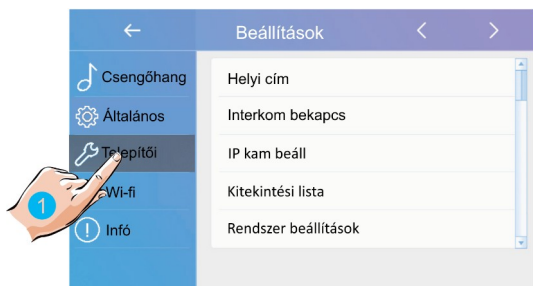 Beállítások
Csengőhang
Általános
Telepítői
Wi-fi
Infó
Helyi cím
Interkom bekapcs
IP kam beáll
Kitekintési lista
Rendszer beállítások
1